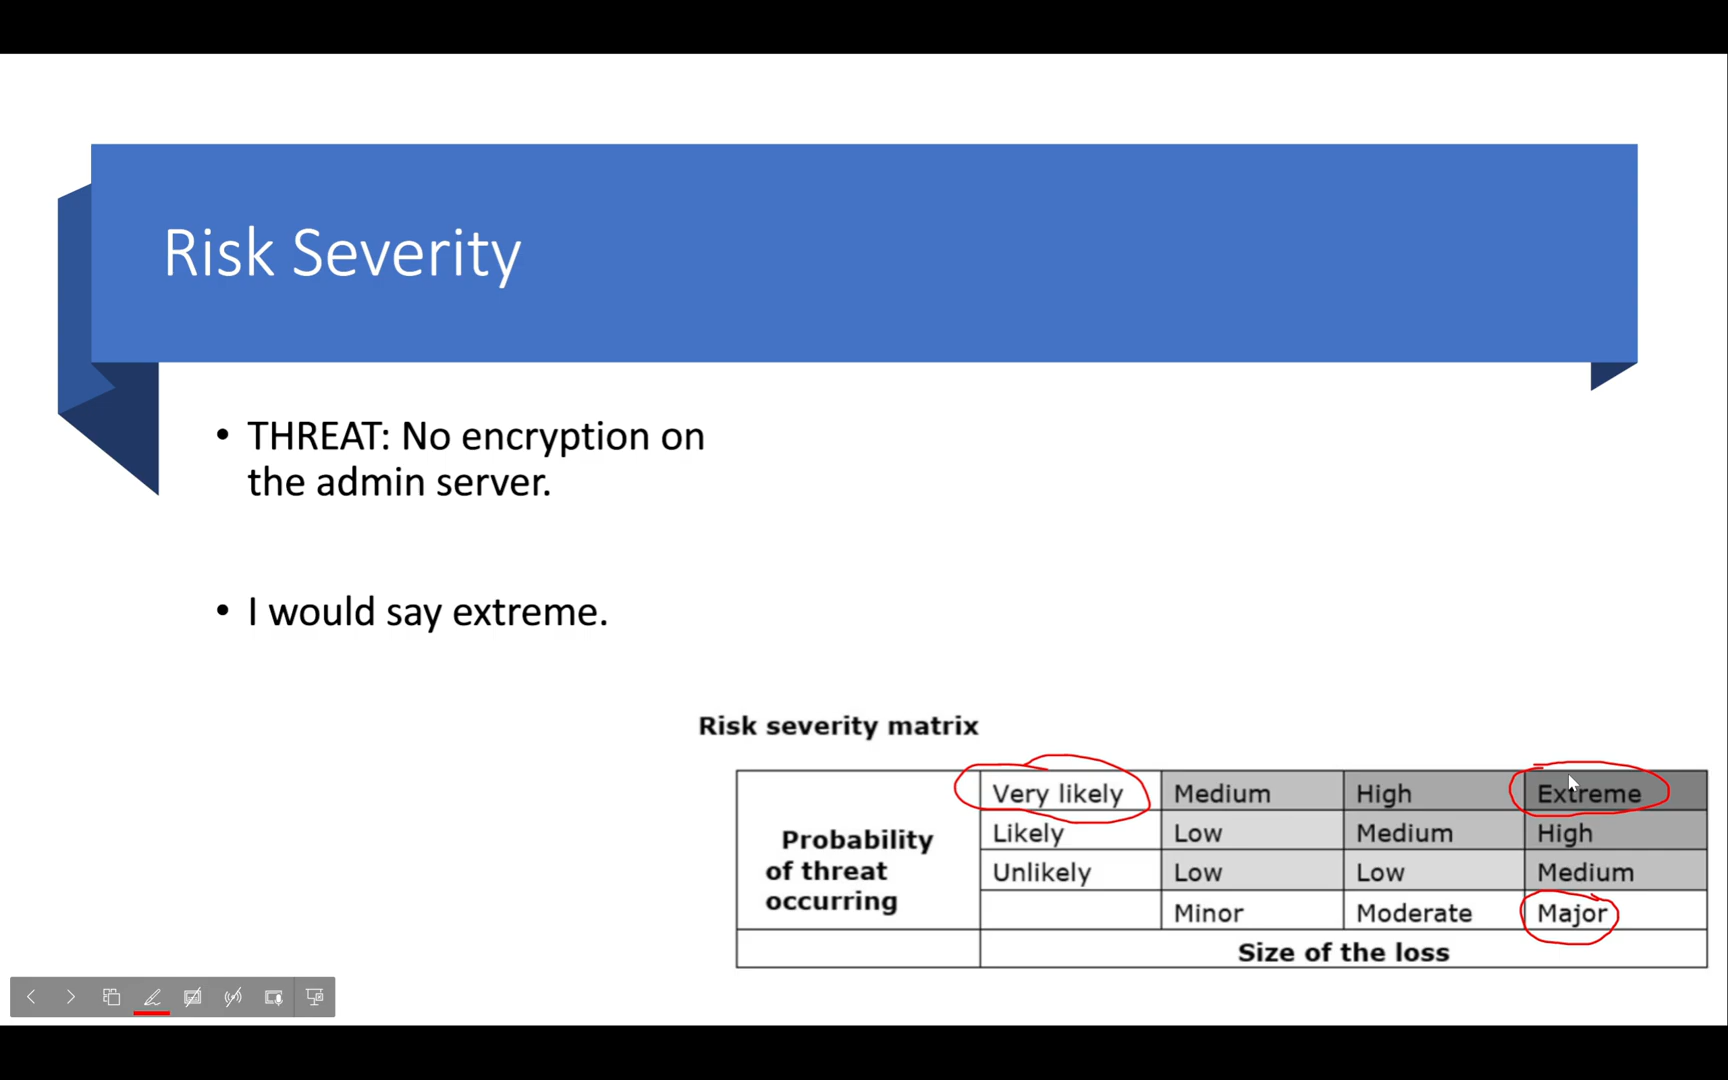 Risk Severity
• THREAT: No encryption on
the admin server.
• I would say extreme.
Risk severity matrix
Probability
of threat
occurring
Very likely Medium High Extreme
Likely Low Medium High
Unlikely Low Low Medium
Minor Moderate Major
Size of the loss